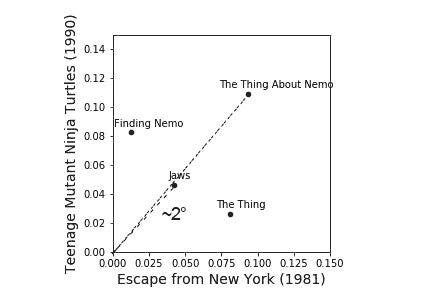 Teenage Mutant Ninja Turtles (1990)
0.14
0.12
0.10
0.08
0.06
0.04
0.02
0.00
The Thing About Nemo
Finding Nemo
Jaws
The Thing
~2°
0.000 0.025 0.050 0.075 0.100 0.125 0.150
Escape from New York (1981)